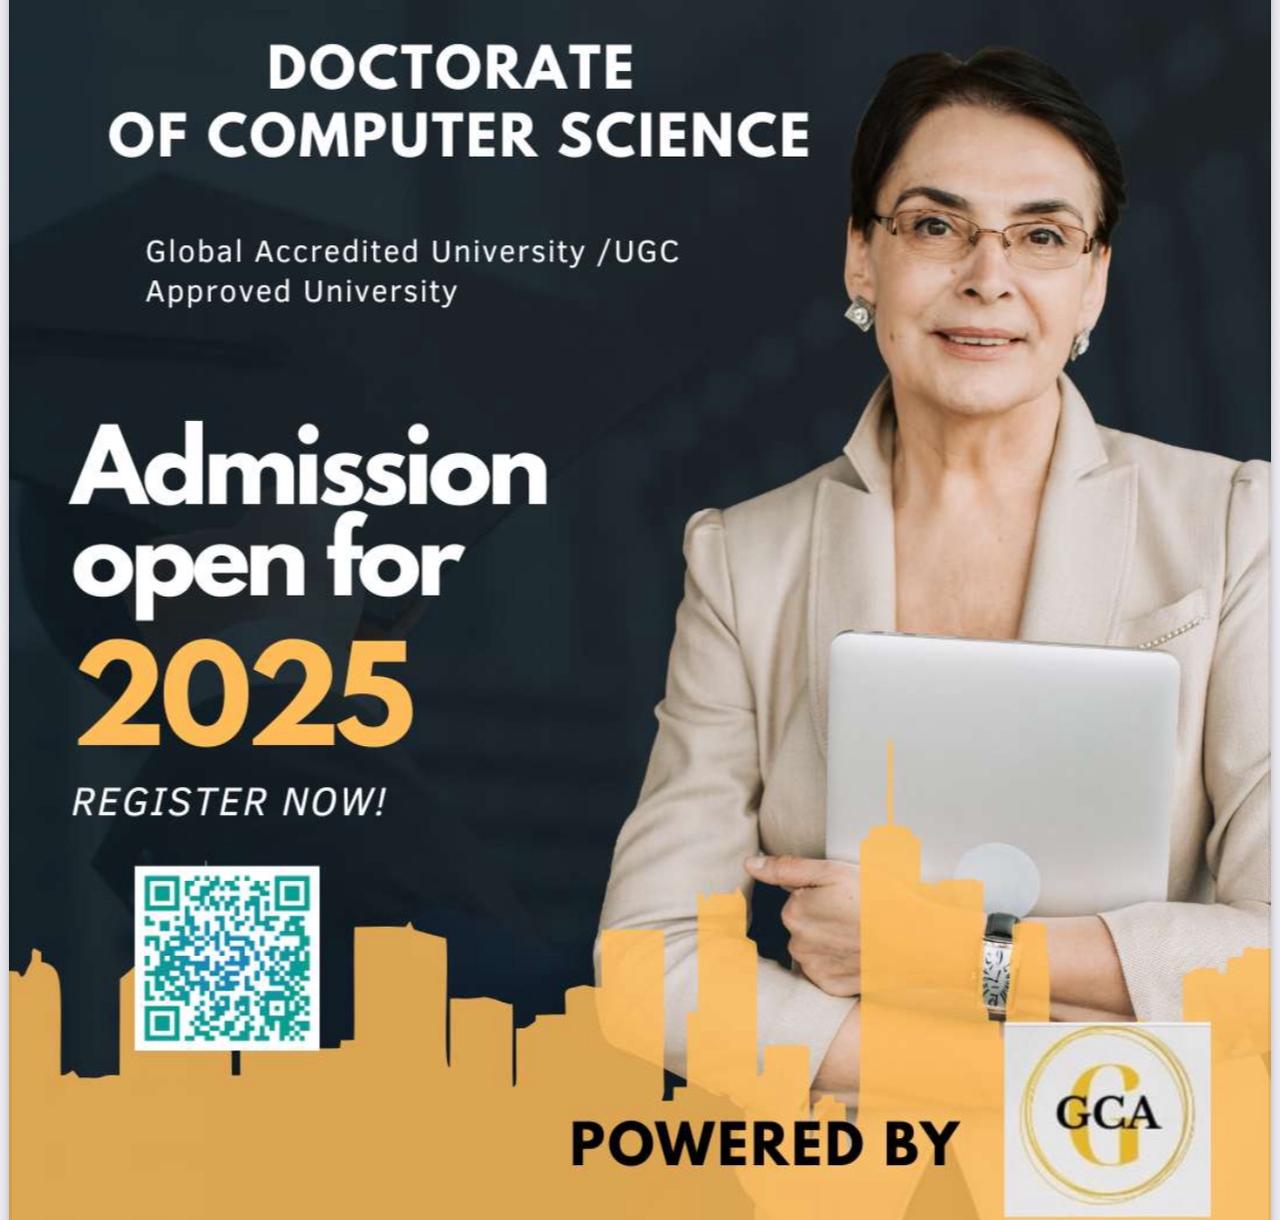 DOCTORATE
OF COMPUTER SCIENCE
Global Accredited University /UGC
Approved University
Admission
open for
2025
REGISTER NOW!
POWERED BY
G
GCA